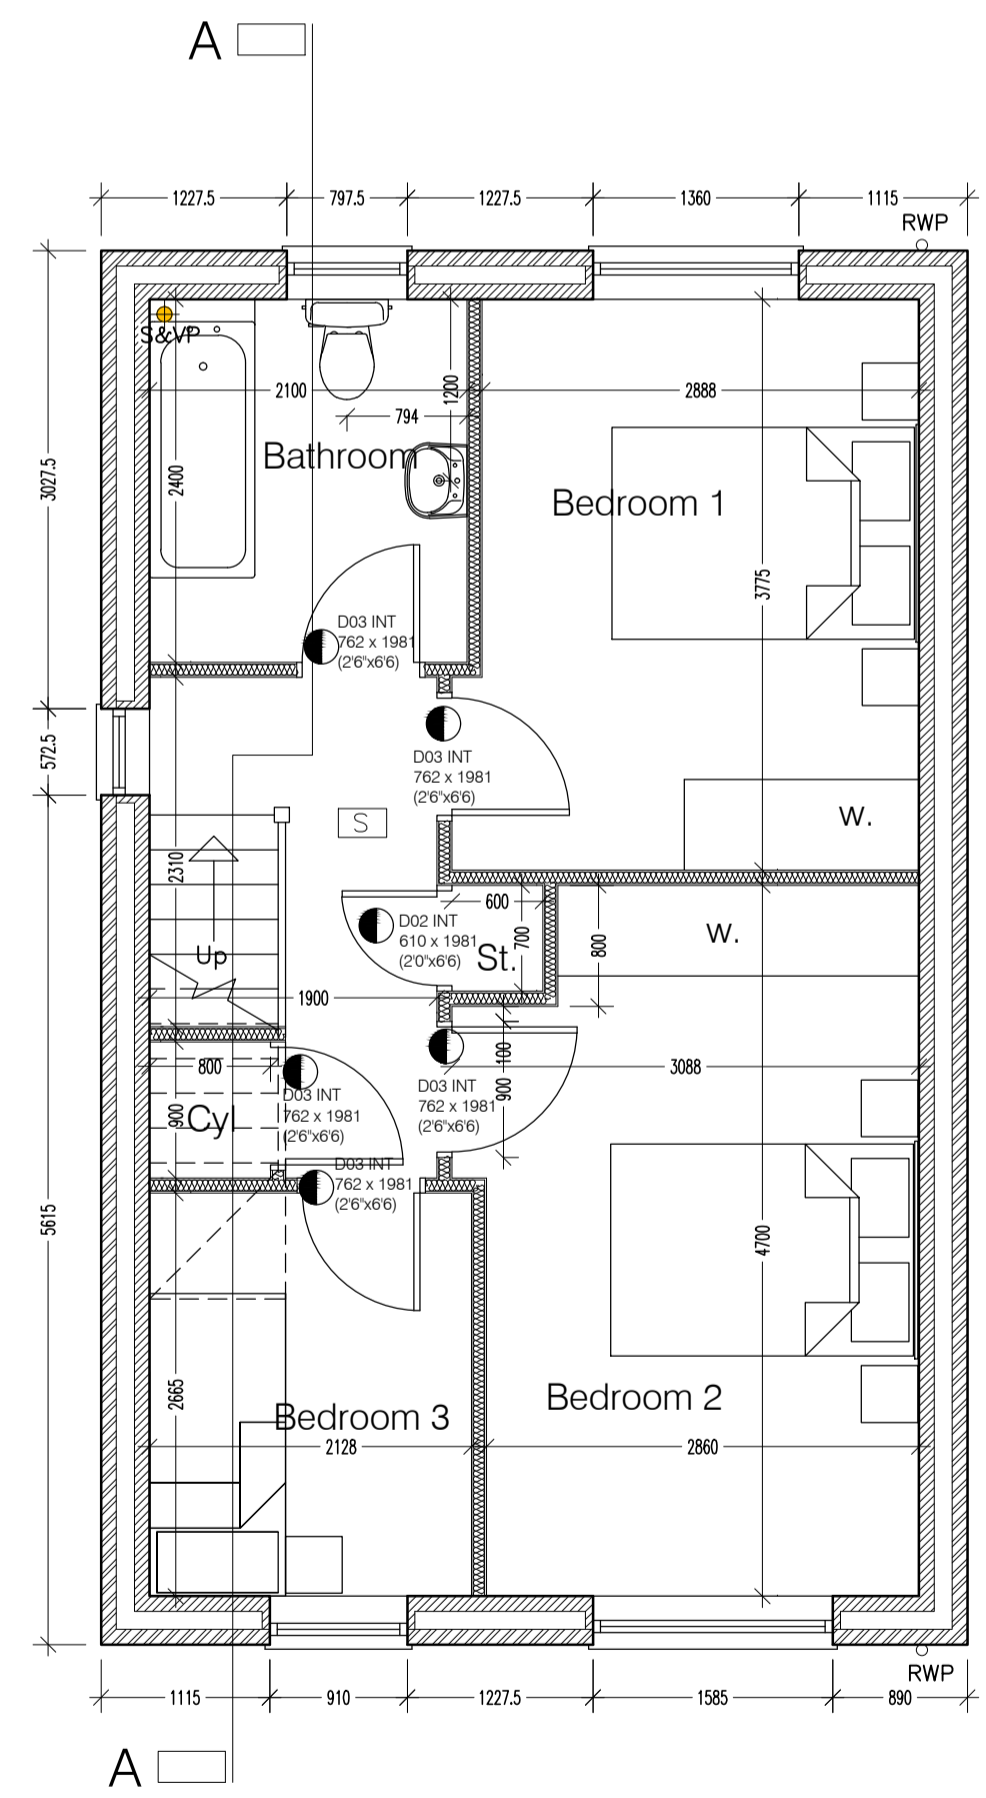 A
1227.5
797.5
1227.5
1360
1115
RWP
S&VP
2100
1200
2888
794
Bathroom
2400
3027.5
Bedroom 1
3775
D03 INT
762 x 1981
(2'6"x6'6)
572.5
D03 INT
762 x 1981
(2'6"x6'6)
W.
S
2310
600
D02 INT
610 x 1981
(2'0"x6'6)
700
800
W.
St.
Up
1900
100
800
3088
D03 INT
762 x 1981
(2'6"x6'6)
D03 INT
762 x 1981
(2'6"x6'6)
900
900
Cyl
D03 INT
762 x 1981
(2'6"x6'6)
5615
4700
2665
Bedroom 3
Bedroom 2
2128
2860
RWP
1115
910
1227.5
1585
890
A